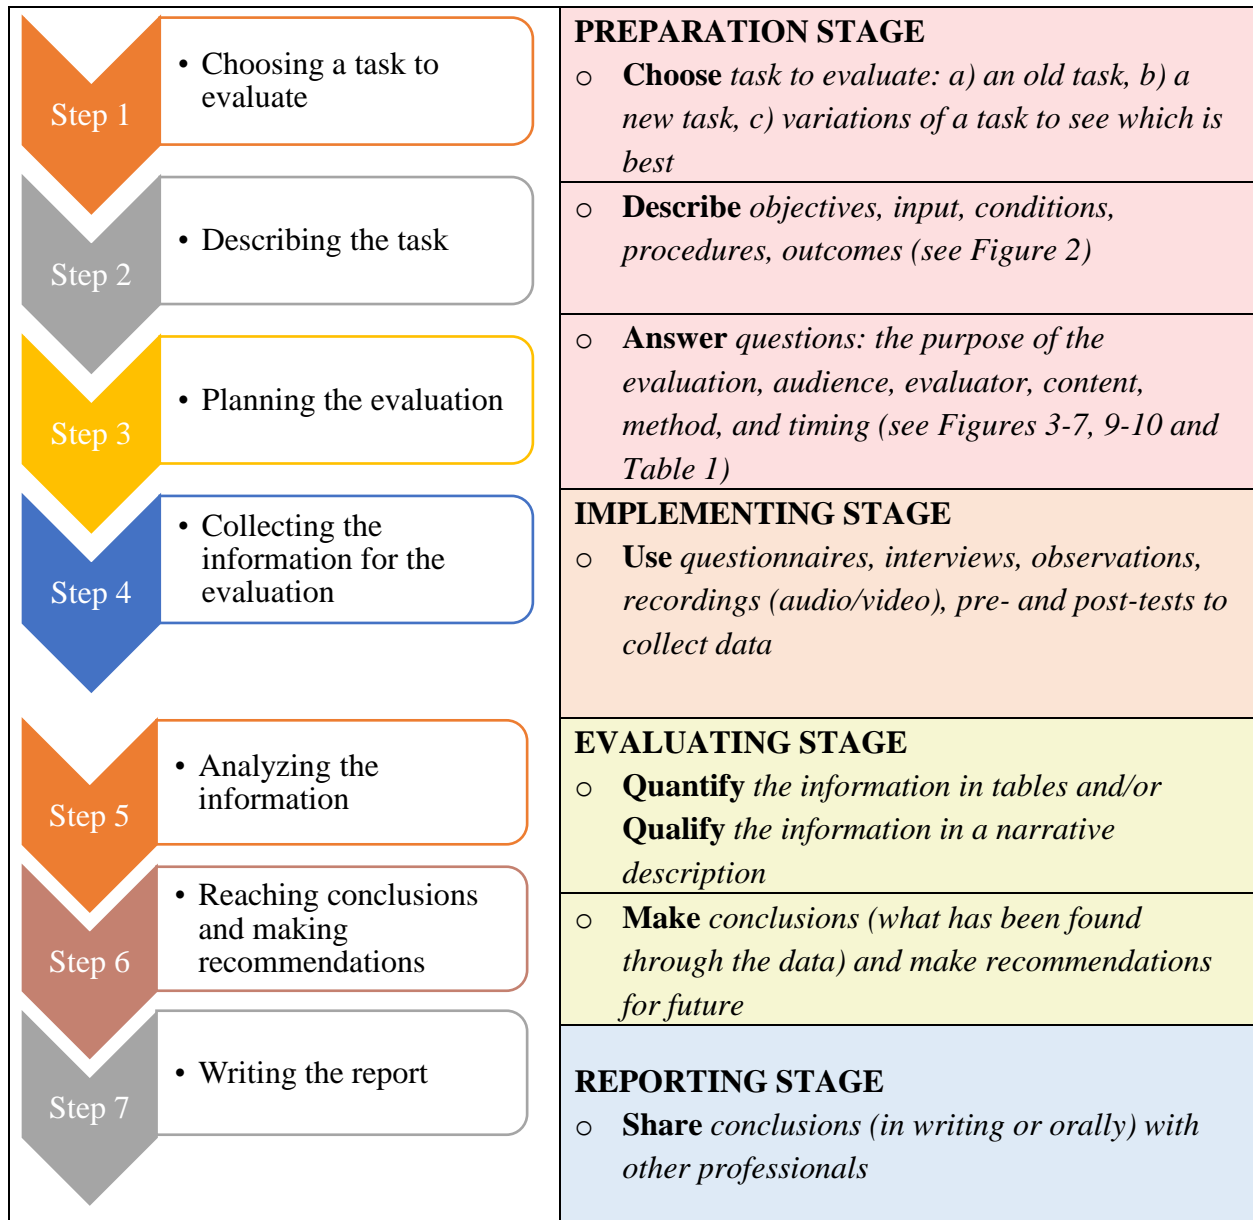 Step 1
• Choosing a task to
evaluate
PREPARATION STAGE
o Choose task to evaluate: a) an old task, b) a
new task, c) variations of a task to see which is
best
Step 2
• Describing the task
o Describe objectives, input, conditions,
procedures, outcomes (see Figure 2)
Step 3
• Planning the evaluation
o Answer questions: the purpose of the
evaluation, audience, evaluator, content,
method, and timing (see Figures 3-7, 9-10 and
Table 1)
Step 4
• Collecting the
information for the
evaluation
IMPLEMENTING STAGE
o Use questionnaires, interviews, observations,
recordings (audio/video), pre- and post-tests to
collect data
Step 5
• Analyzing the
information
EVALUATING STAGE
o Quantify the information in tables and/or
Qualify the information in a narrative
description
Step 6
• Reaching conclusions
and making
recommendations
o Make conclusions (what has been found
through the data) and make recommendations
for future
Step 7
• Writing the report
REPORTING STAGE
o Share conclusions (in writing or orally) with
other professionals